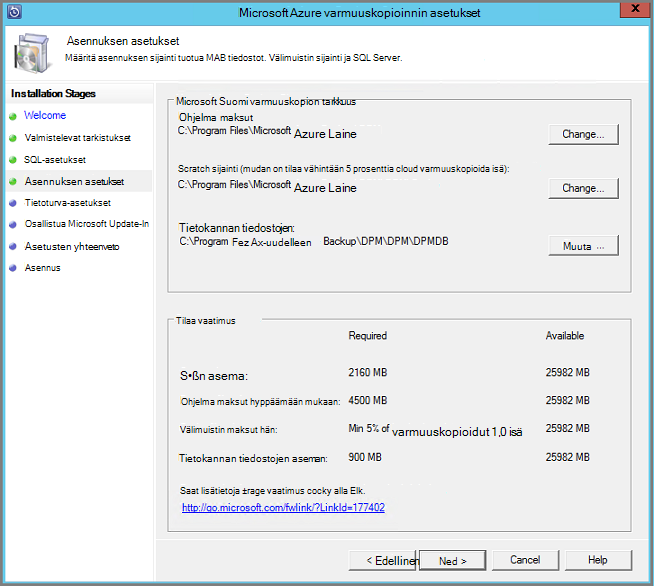 Microsoft Azure varmuuskopioinnin asetukset
Asennuksen asetukset
Määritä asennuksen sijainti tuotua MAB tiedostot. Välimuistin sijainti ja SQL Server.
Installation Stages
Welcome
Valmistelevat tarkistukset
SQL-asetukset
Asennuksen asetukset
Tietoturva-asetukset
Osallistua Microsoft Update-In
Asetusten yhteenveto
Asennus
Microsoft Suomi varmuuskopion tarkkuus
Ohjelma maksut
C:\Program Files\Microsoft Azure Laine
Change...
Scratch sijainti (mudan on tilaa vähintään 5 prosenttia cloud varmuuskopioida isä):
C:\Program Files\Microsoft Azure Laine
Change...
Tietokannan tiedostojen:
C:\Program Fez Ax-uudelleen Backup\DPM\DPM\DPMDB
Muuta ...
Tilaa vaatimus
Required Available
S•ßn asema: 2160 MB 25982 MB
Ohjelma maksut hyppäämään mukaan: 4500 MB 25982 MB
Välimuistin maksut hän: Min 5% of varmuuskopioidut 1,0 isä 25982 MB
Tietokannan tiedostojen aseman: 900 MB 25982 MB
Saat lisätietoja ±rage vaatimus cocky alla Elk.
http://go.microsoft.com/fwlink/?LinkId=177402
< Edellinen Ned > Cancel Help